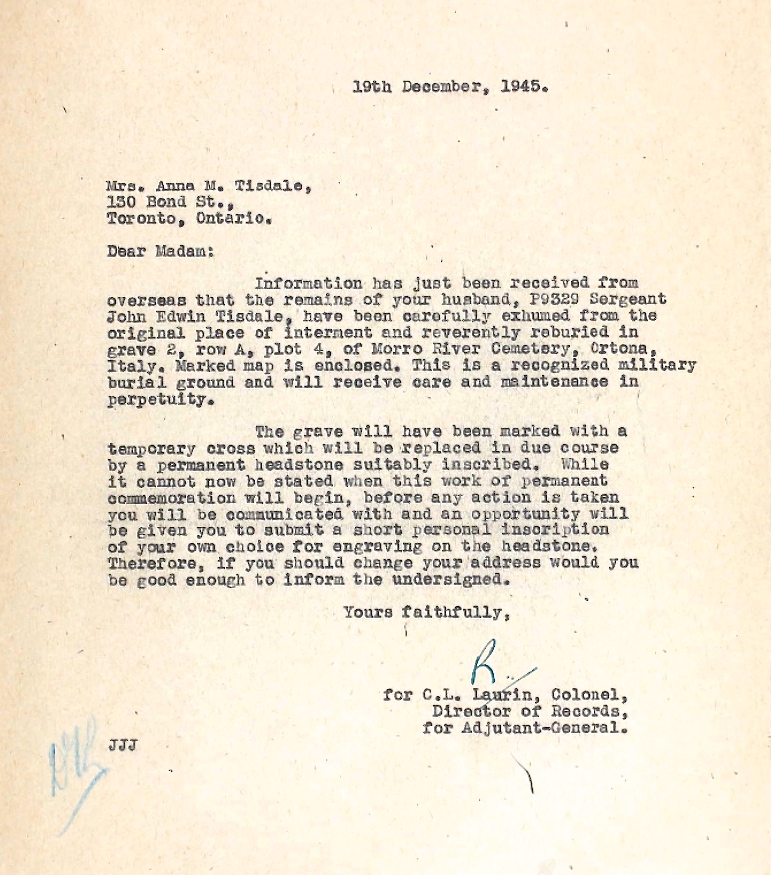 19th December, 1945.
Mrs. Anna M. Tisdale,
130 Bond St.,
Toronto, Ontario.
Dear Madam:
Information has just been received from
overseas that the remains of your husband, P9329 Sergeant
John Edwin Tisdale, have been carefully exhumed from the
original place of interment and reverently reburied in
grave 2, row A, plot 4, of Morro River Cemetery, Ortona,
Italy. Marked map is enclosed. This is a recognized military
burial ground and will receive care and maintenance in
perpetuity.
The grave will have been marked with a
temporary cross which will be replaced in due course
by a permanent headstone suitably inscribed. While
it cannot now be stated when this work of permanent
commemoration will begin, before any action is taken
you will be communicated with and an opportunity will
be given you to submit a short personal inscription
of your own choice for engraving on the headstone.
Therefore, if you should change your address would you
be good enough to inform the undersigned.
Yours faithfully,
R.
for C.L. Laurin, Colonel,
Director of Records,
for Adjutant-General.
JJJ